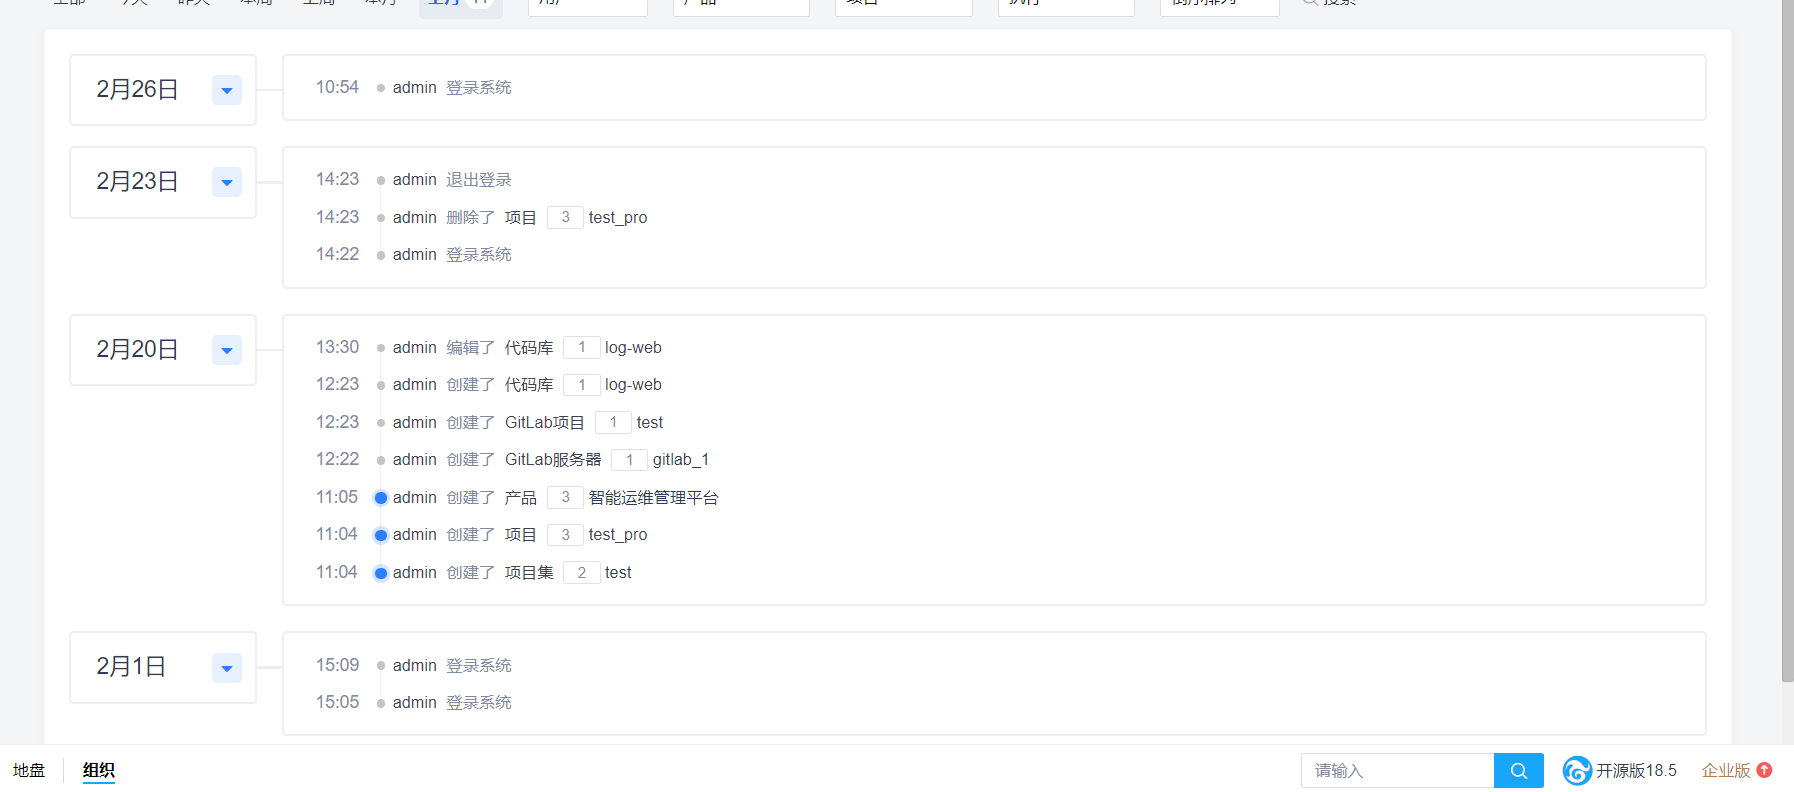 上月
2月26日
10:54 admin 登录系统
2月23日
14:23 admin 退出登录
14:23 admin 删除了 项目 3 test_pro
14:22 admin 登录系统
2月20日
13:30 admin 编辑了 代码库 1 log-web
12:23 admin 创建了 代码库 1 log-web
12:23 admin 创建了 GitLab项目 1 test
12:22 admin 创建了 GitLab服务器 1 gitlab_1
11:05 admin 创建了 产品 3 智能运维管理平台
11:04 admin 创建了 项目 3 test_pro
11:04 admin 创建了 项目集 2 test
2月1日
15:09 admin 登录系统
15:05 admin 登录系统
地盘 组织 请输入 开源版18.5 企业版